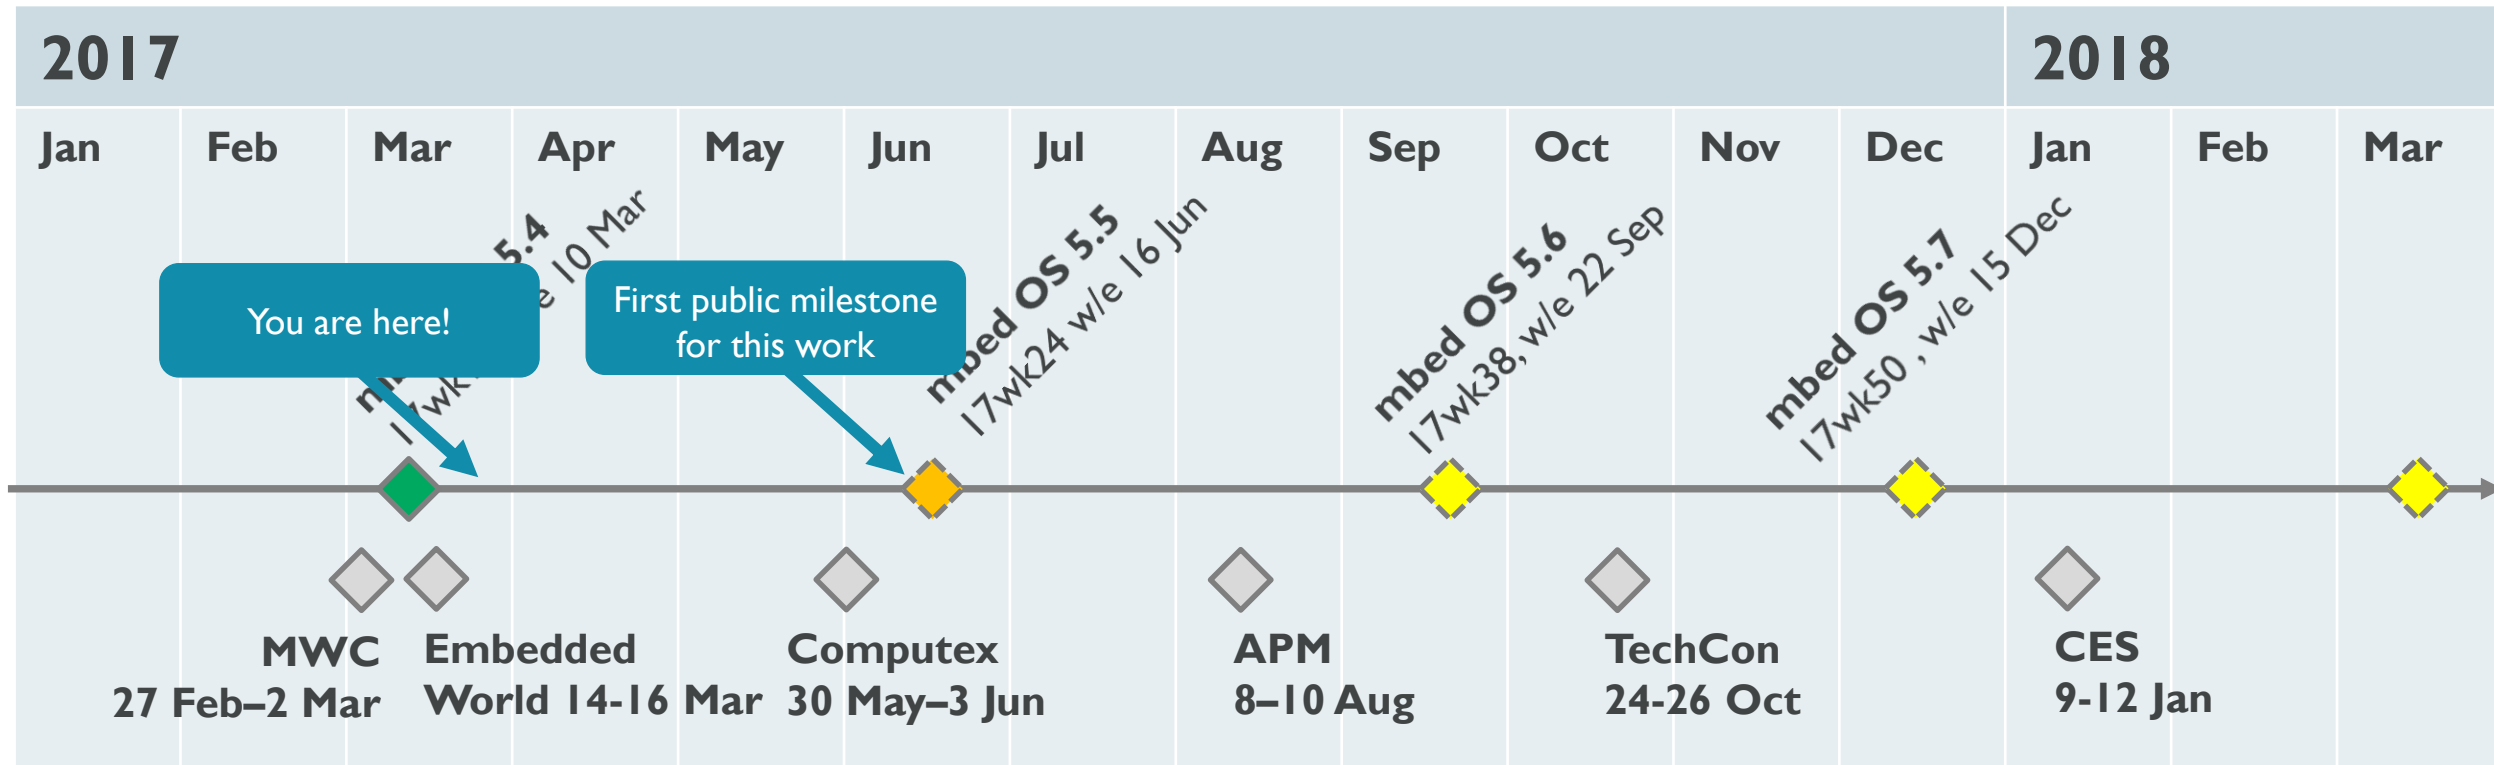 2017
2018
Jan
Feb
Mar
Apr
May
Jun
Jul
Aug
Sep
Oct
Nov
Dec
Jan
Feb
Mar
5.4
10 Mar
You are here!
First public milestone
for this work
mbed OS 5.5
17wk24 w/e 16 Jun
mbed OS 5.6
17wk38, w/e 22 Sep
mbed OS 5.7
17wk50 , w/e 15 Dec
MWC
27 Feb–2 Mar
Embedded
World 14-16 Mar
Computex
30 May–3 Jun
APM
8–10 Aug
TechCon
24-26 Oct
CES
9-12 Jan